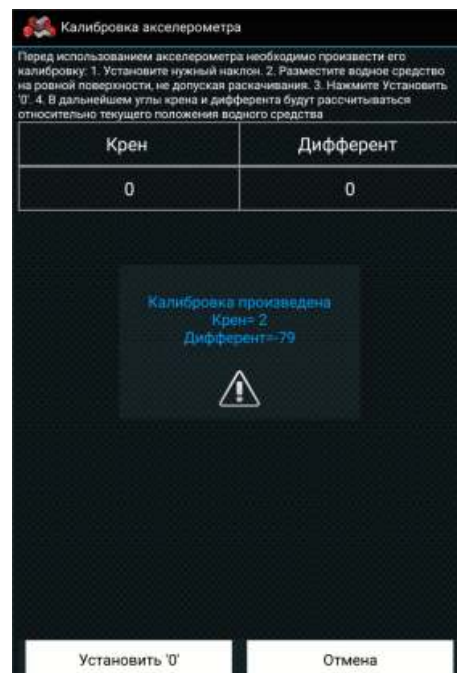 Калибровка акселерометра
Перед использованием акселерометра необходимо произвести его
калибровку: 1. Установите нужный наклон. 2. Разместите водное средство
на ровной поверхности, не допуская раскачивания. 3. Нажмите Установить
'0'. 4. В дальнейшем углы крена и дифферента будут рассчитываться
относительно текущего положения водного средства
Крен Дифферент
0 0
Калибровка произведена
Крен= 2
Дифферент=-79
Установить '0' Отмена